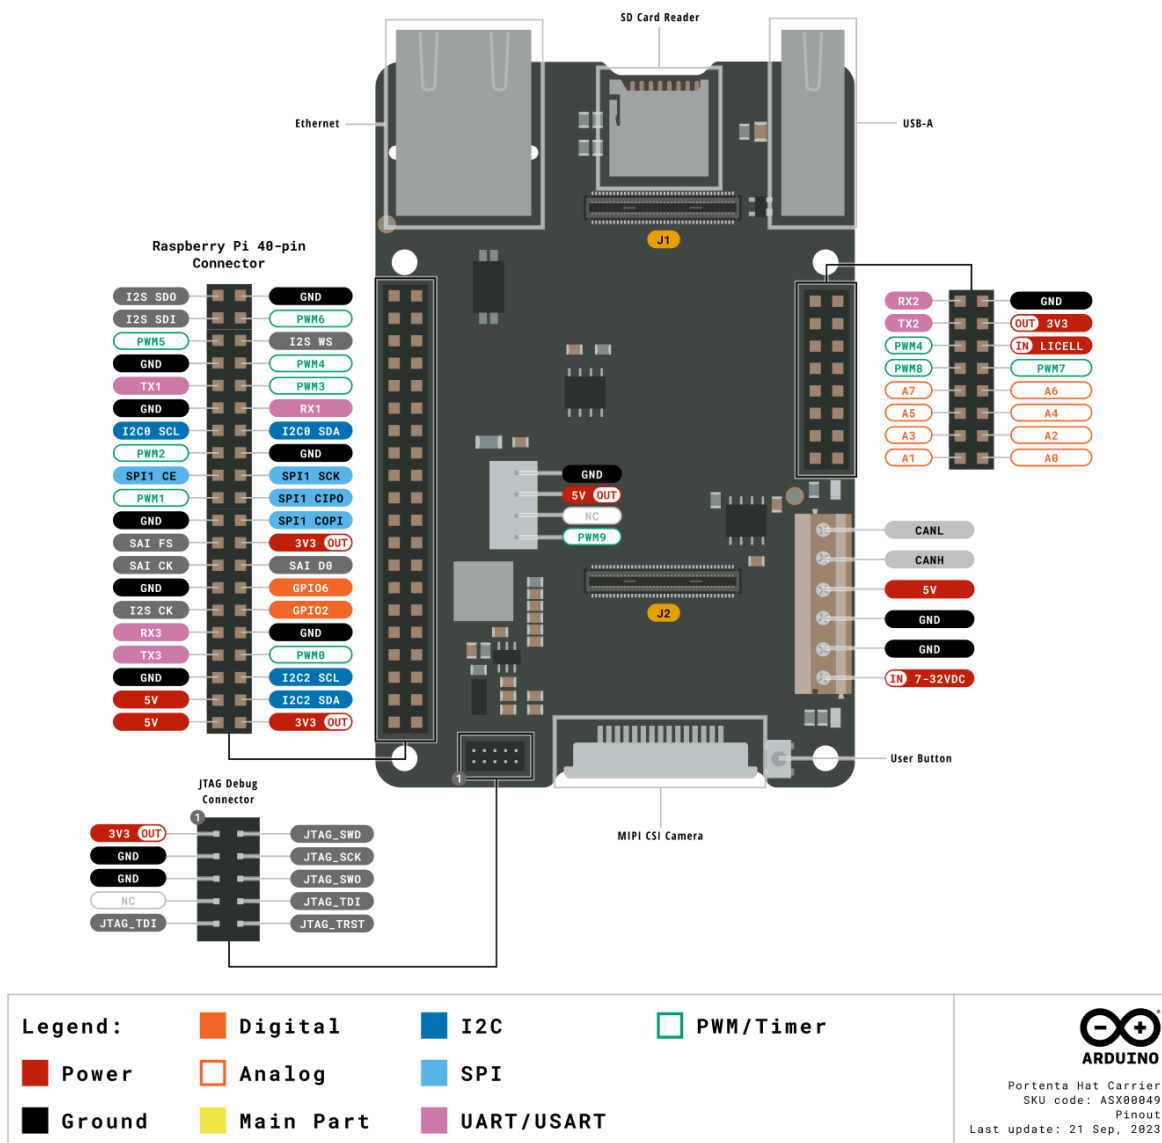 SD Card Reader
Ethernet
USB-A
J1
Raspberry Pi 40-pin
Connector
I2S SDO GND
I2S SDI PWM6
PWM5 I2S WS
GND PWM4
TX1 PWM3
GND RX1
I2C0 SCL I2C0 SDA
PWM2 GND
SPI1 CE SPI1 SCK
PWM1 SPI1 CIPO
GND SPI1 COPI
SAI FS 3V3 OUT
SAI CK SAI D0
GND GPIO6
I2S CK GPIO2
RX3 GND
TX3 PWM0
GND I2C2 SCL
5V I2C2 SDA
5V 3V3 OUT
RX2 GND
TX2 OUT 3V3
PWM4 IN LICELL
PWM8 PWM7
A7 A6
A5 A4
A3 A2
A1 A0
GND
5V OUT
NC
PWM9
J2
CANL
CANH
5V
GND
GND
IN 7-32VDC
User Button
MIPI CSI Camera
1
JTAG Debug
Connector
1
3V3 OUT JTAG_SWD
GND JTAG_SCK
GND JTAG_SWO
NC JTAG_TDI
JTAG_TDI JTAG_TRST
Legend:
Power
Ground
Digital
Analog
Main Part
I2C
SPI
UART/USART
PWM/Timer
ARDUINO
Portenta Hat Carrier
SKU code: ASX00049
Pinout
Last update: 21 Sep, 2023